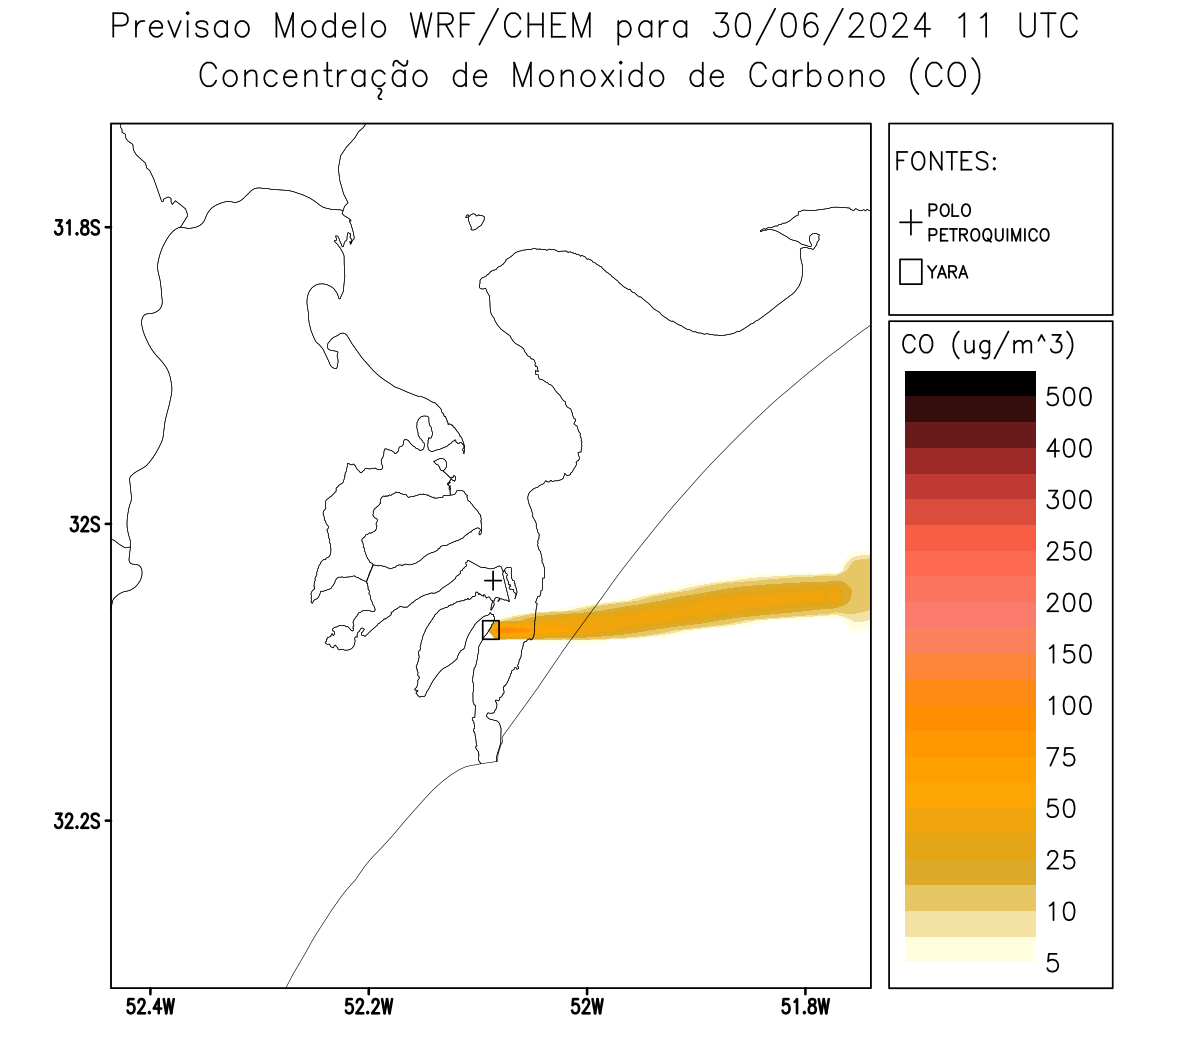 Previsao Modelo WRF/CHEM para 30/06/2024 11 UTC
Concentração de Monoxido de Carbono (CO)
FONTES:
POLO
PETROQUIMICO
YARA
CO (ug/m^3)
500
400
300
250
200
150
100
75
50
25
10
5
31.8S
32S
32.2S
52.4W
52.2W
52W
51.8W